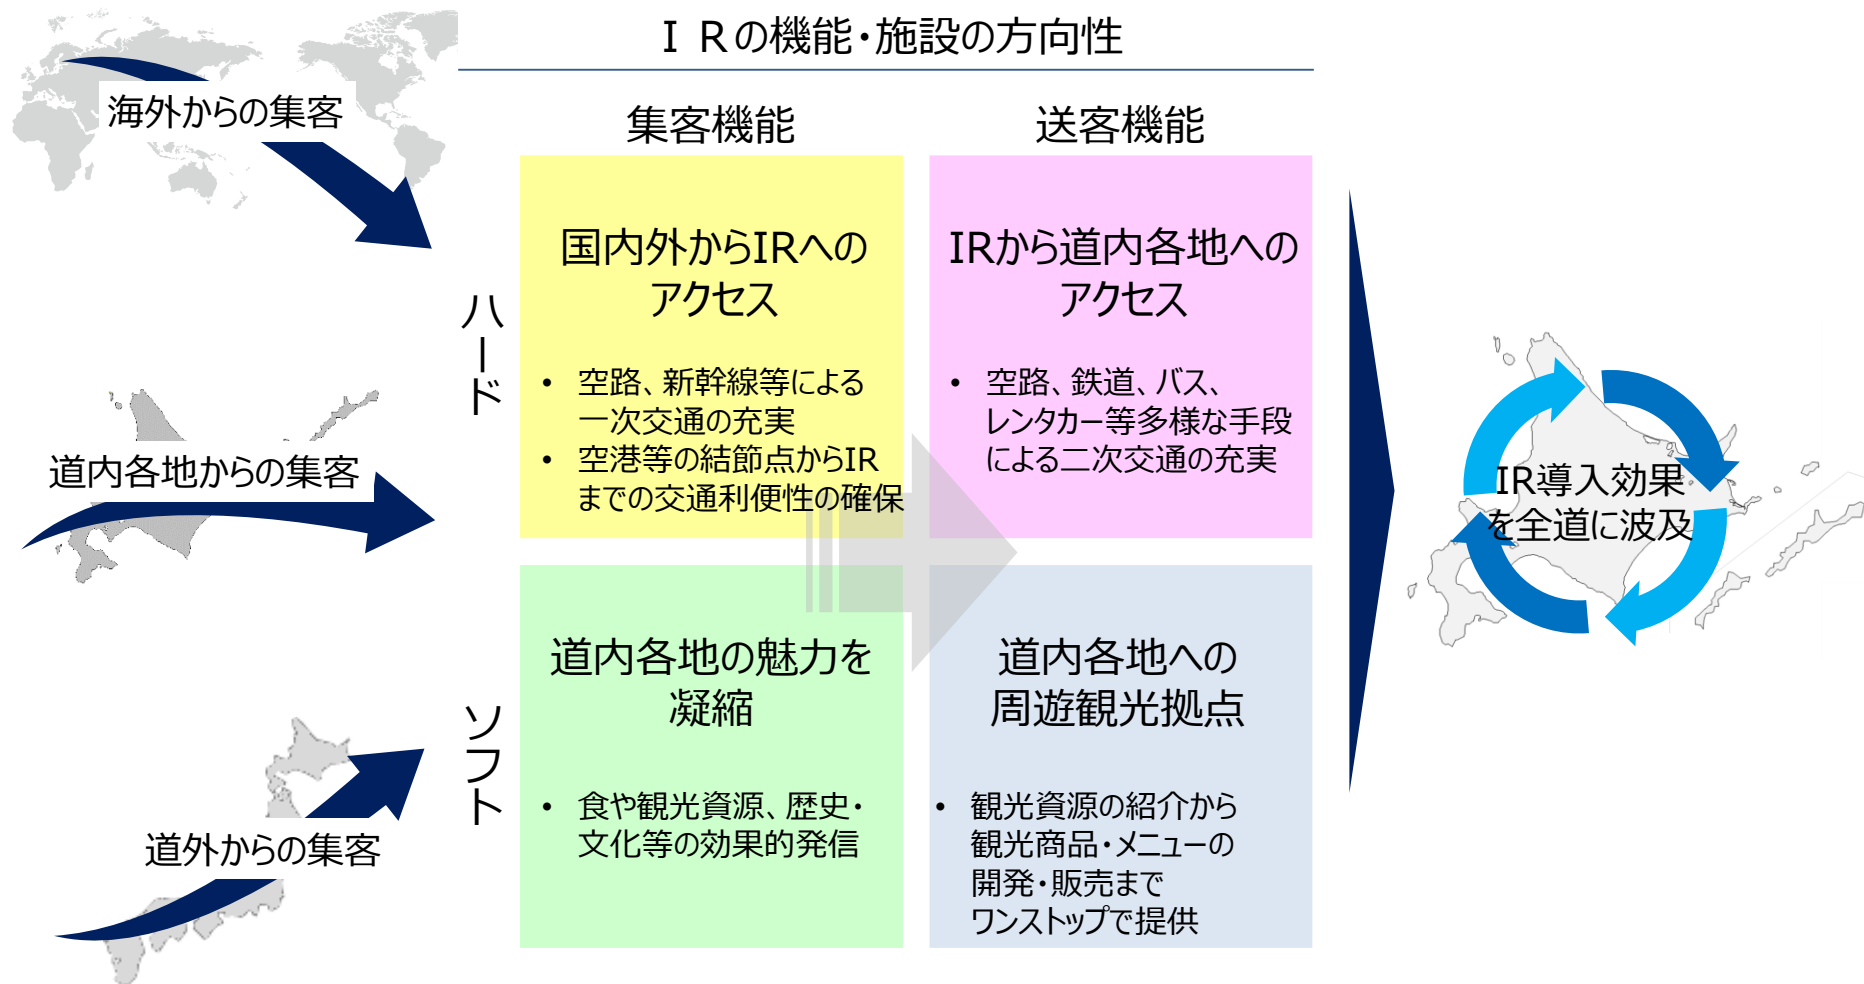 ＩＲの機能・施設の方向性
集客機能
送客機能
海外からの集客
道内各地からの集客
道外からの集客
ハード
国内外からIRへの
アクセス
• 空路、新幹線等による
一次交通の充実
• 空港等の結節点からIR
までの交通利便性の確保
IRから道内各地への
アクセス
• 空路、鉄道、バス、
レンタカー等多様な手段
による二次交通の充実
ソフト
道内各地の魅力を
凝縮
• 食や観光資源、歴史・
文化等の効果的発信
道内各地への
周遊観光拠点
• 観光資源の紹介から
観光商品・メニューの
開発・販売まで
ワンストップで提供
IR導入効果
を全道に波及